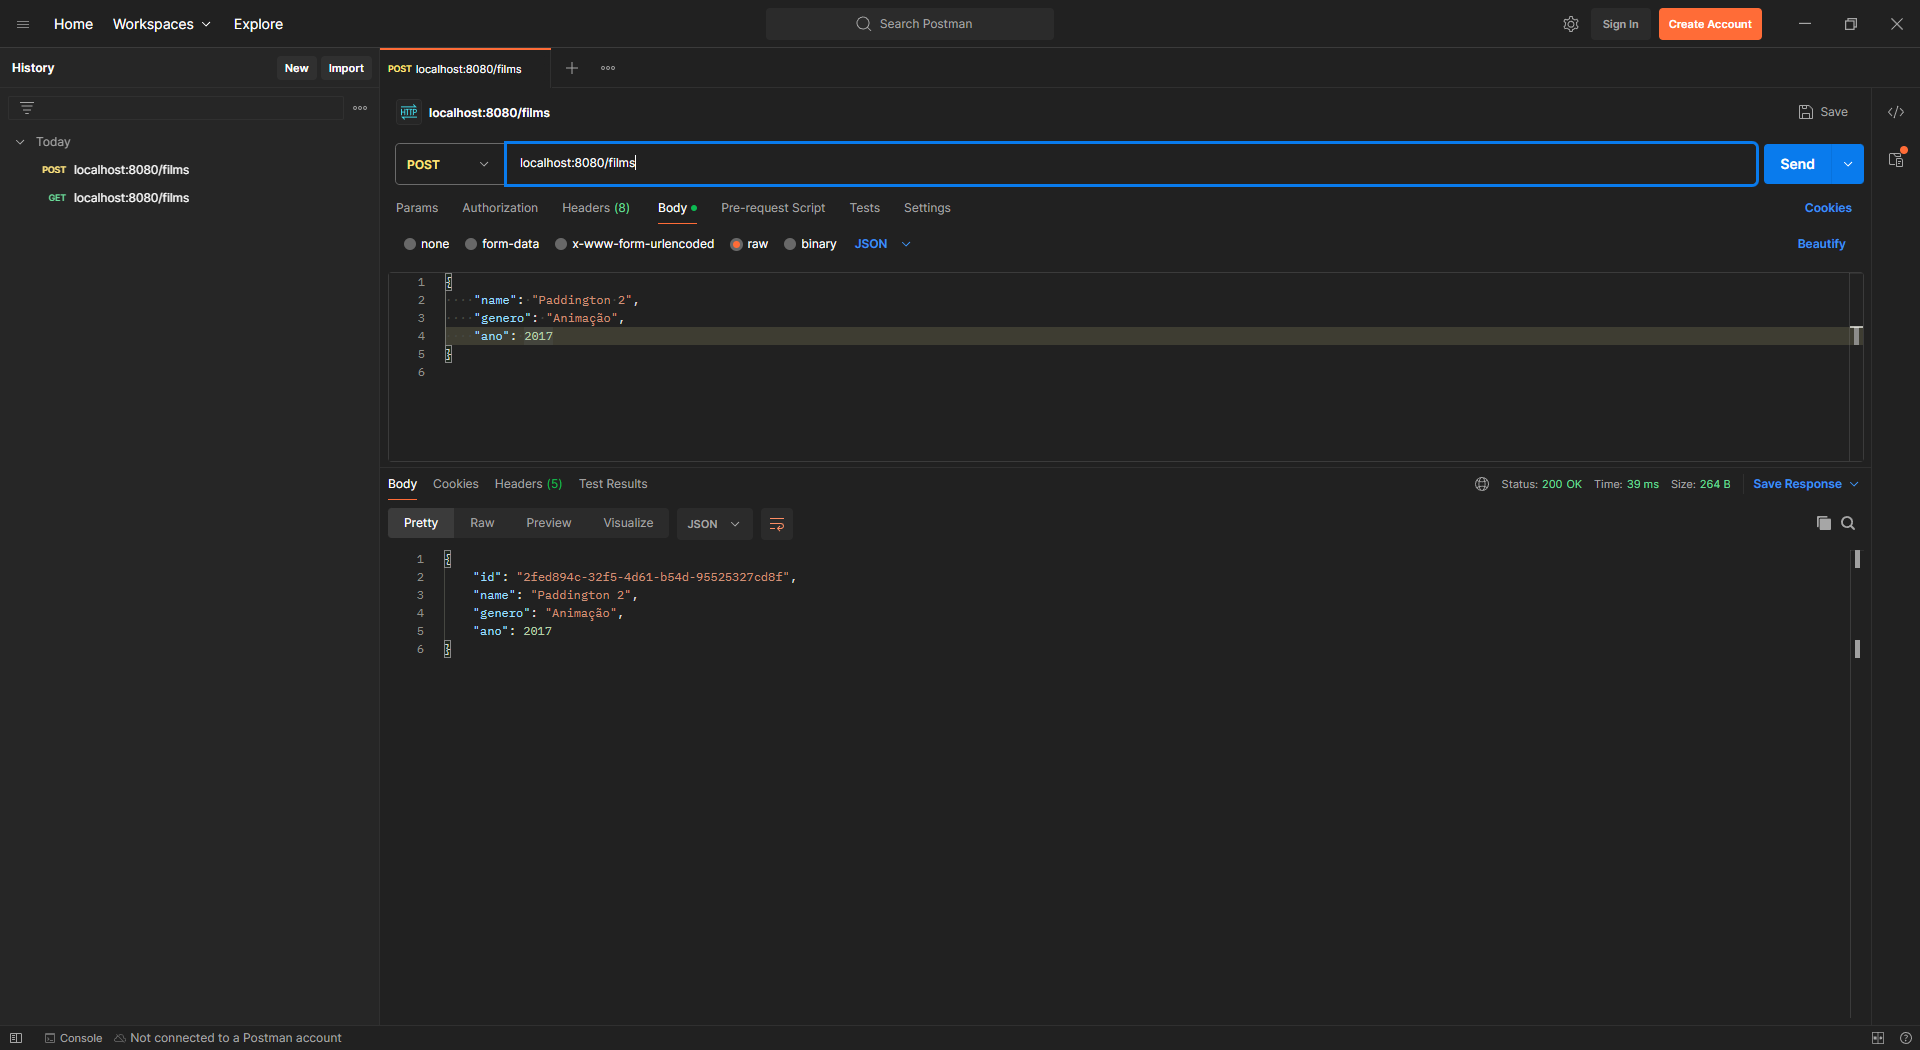 Home Workspaces Explore Search Postman Sign In Create Account
History New Import POST localhost:8080/films
HTTP localhost:8080/films Save
Today
POST localhost:8080/films
GET localhost:8080/films
POST localhost:8080/films Send
Params Authorization Headers (8) Body Pre-request Script Tests Settings Cookies
none form-data x-www-form-urlencoded raw binary JSON Beautify
1 {
2 "name": "Paddington 2",
3 "genero": "Animação",
4 "ano": 2017
5 }
6
Body Cookies Headers (5) Test Results Status: 200 OK Time: 39 ms Size: 264 B Save Response
Pretty Raw Preview Visualize JSON
1 {
2 "id": "2fed894c-32f5-4d61-b54d-95525327cd8f",
3 "name": "Paddington 2",
4 "genero": "Animação",
5 "ano": 2017
6 }
Console Not connected to a Postman account